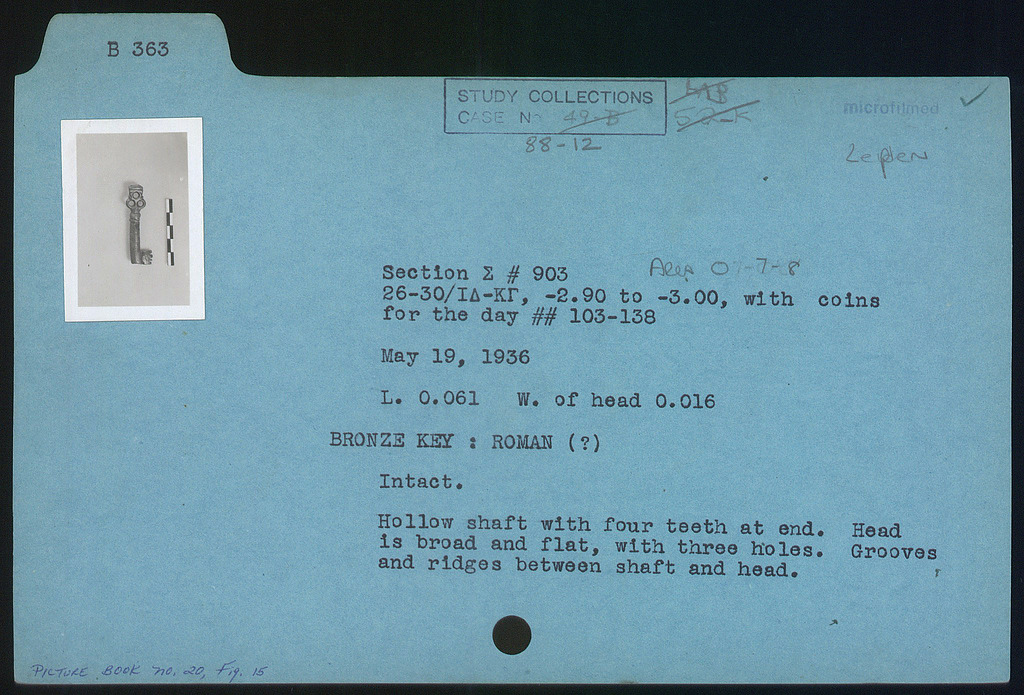 B 363
STUDY COLLECTIONS
CASE No 49-B
LAB
52-K
88-12
microfilmed
Section Σ # 903
26-30/ΙΔ-ΚΓ, -2.90 to -3.00, with coins
for the day ## 103-138
May 19, 1936
L. 0.061 W. of head 0.016
BRONZE KEY : ROMAN (?)
Intact.
Hollow shaft with four teeth at end. Head
is broad and flat, with three holes. Grooves
and ridges between shaft and head.
PICTURE BOOK no. 20, Fig. 15